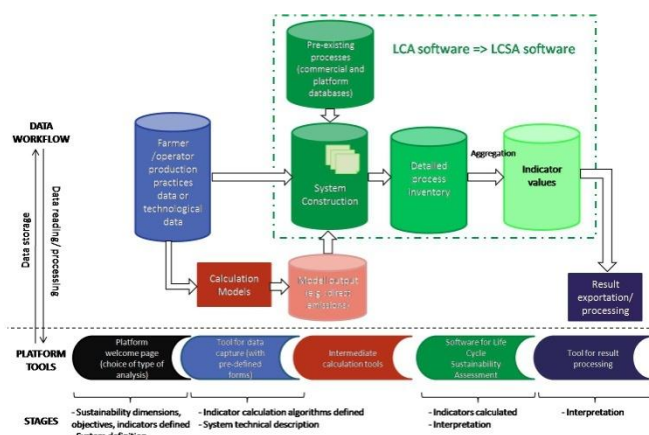 LCA software => LCSA software
Pre-existing
processes
(commercial and
platform
databases)
DATA
WORKFLOW
Farmer
/operator
production
practices
data or
technological
data
System
Construction
Detailed
process
inventory
Aggregation
Indicator
values
Data storage
Data reading/
processing
Calculation
Models
Model output
(e.g. direct
emissions)
Result
exportation/
processing
PLATFORM
TOOLS
Platform
welcome page
(choice of type of
analysis)
Tool for data
capture (with
pre-defined
forms)
Intermediate
calculation tools
Software for Life
Cycle
Sustainability
Assessment
Tool for result
processing
STAGES
- Sustainability dimensions,
objectives, indicators defined
- System definition
- Indicator calculation algorithms defined
- System technical description
- Indicators calculated
- Interpretation
- Interpretation